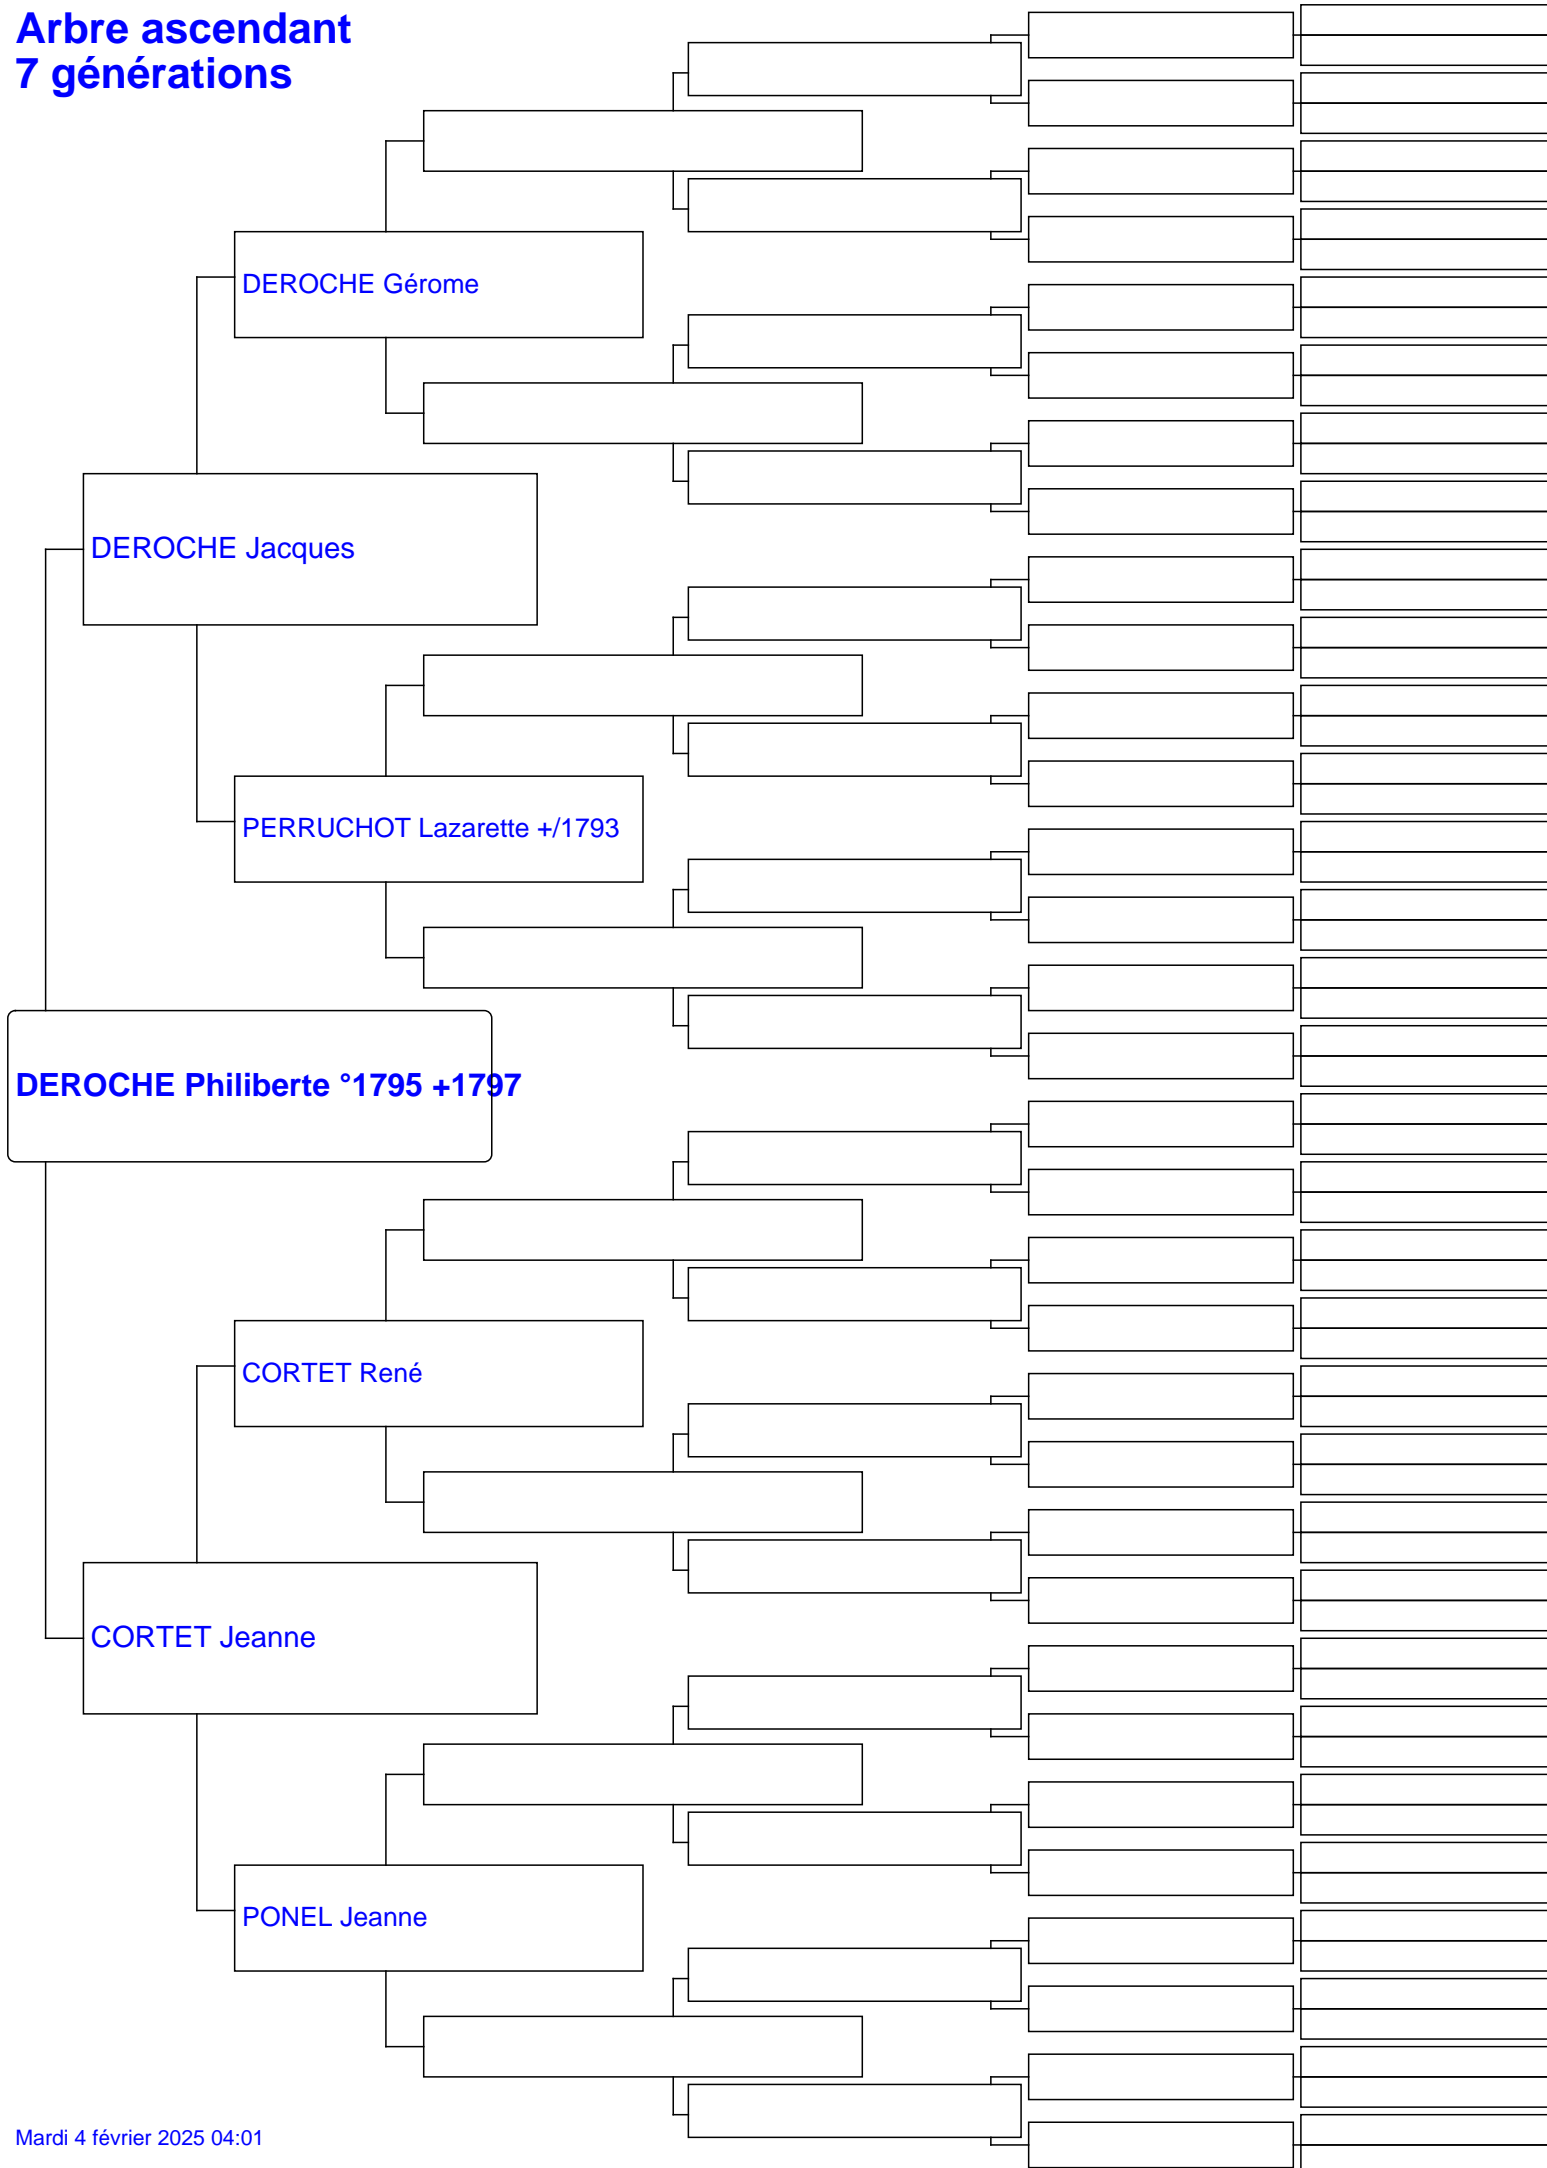 Arbre ascendant
7 générations
DEROCHE Gérome
DEROCHE Jacques
PERRUCHOT Lazarette +/1793
DEROCHE Philiberte °1795 +1797
CORTET René
CORTET Jeanne
PONEL Jeanne
Mardi 4 février 2025 04:01